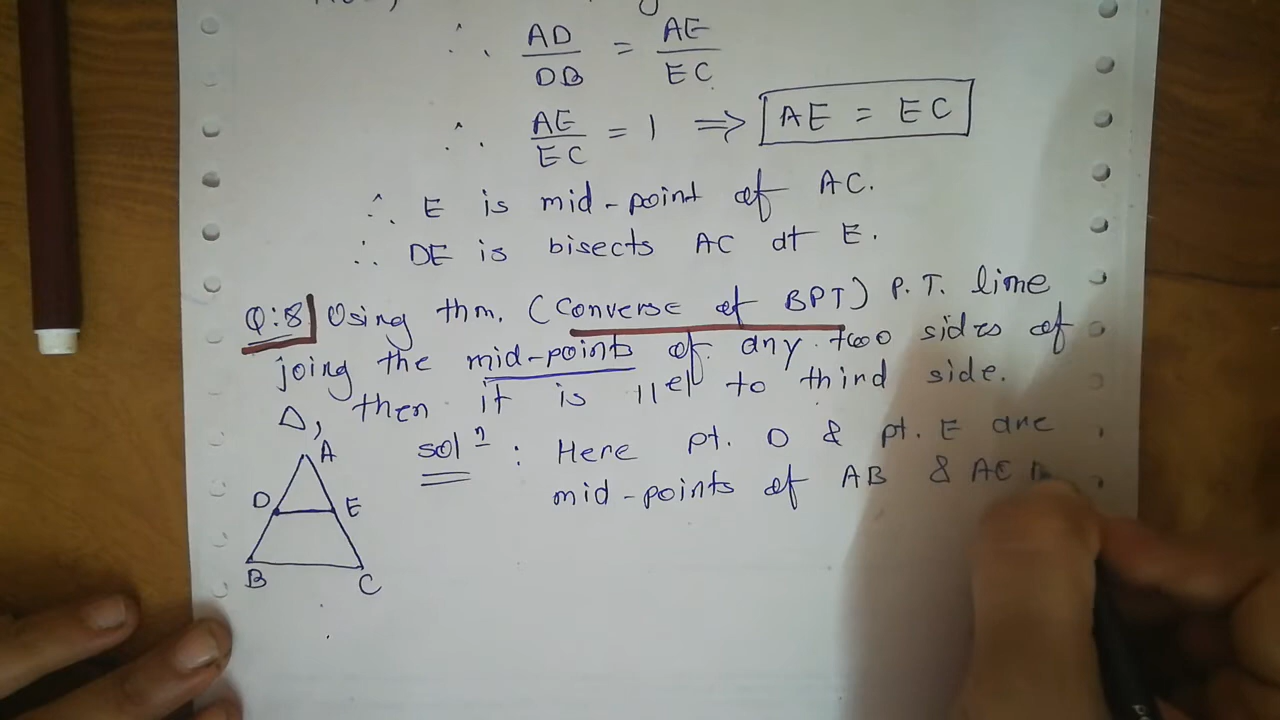 ∴ AD/DB = AE/EC
∴ AE/EC = 1 ⇒ AE = EC
∴ E is mid-point of AC.
∴ DE is bisects AC at E.
Q:8 Using thm. (Converse of BPT) P.T. line
joing the mid-points of any two sides of
Δ, then it is ||el to third side.
solⁿ : Here pt. D & pt. E are
mid-points of AB & AC
A
D E
B C